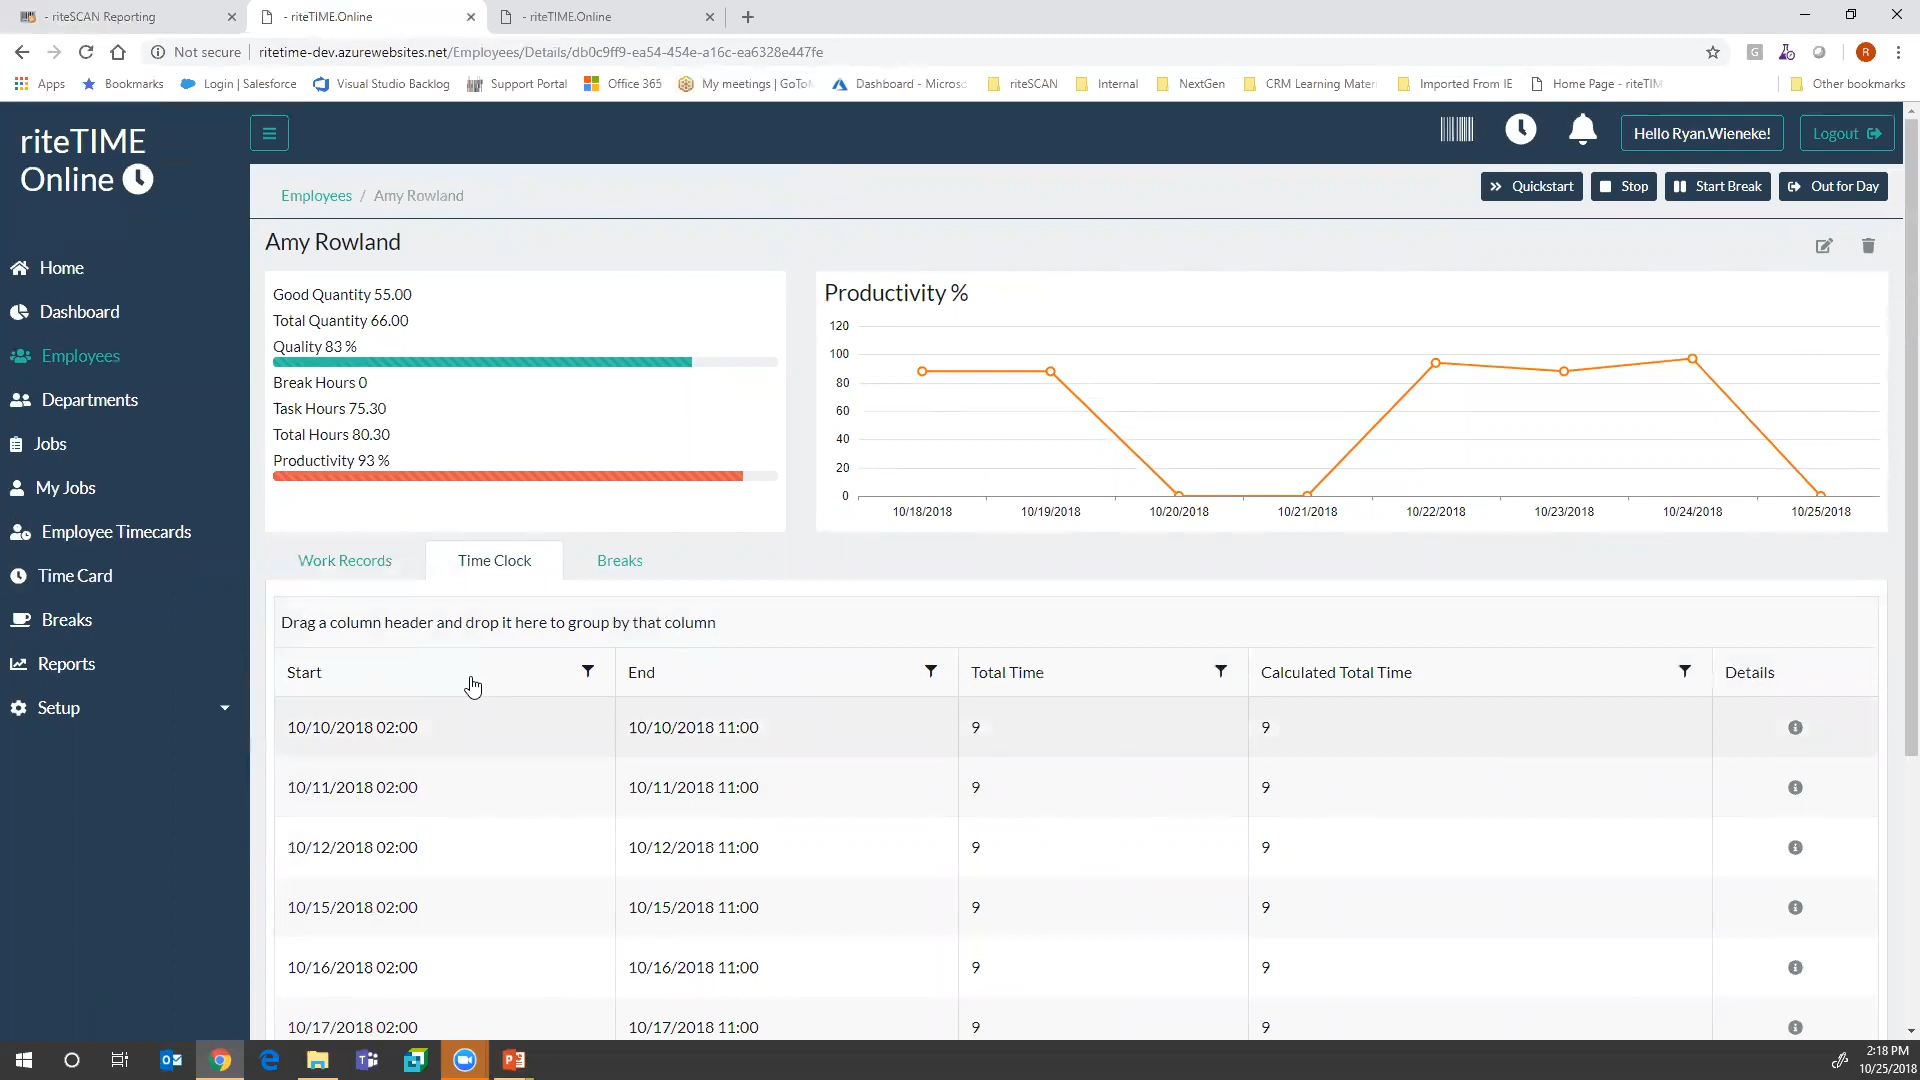 - riteSCAN Reporting
- riteTIME.Online
- riteTIME.Online
Not secure
ritetime-dev.azurewebsites.net/Employees/Details/db0c9ff9-ea54-454e-a16c-ea6328e447fe
R
Apps
Bookmarks
Login | Salesforce
Visual Studio Backlog
Support Portal
Office 365
My meetings | GoTo
Dashboard - Micros
riteSCAN
Internal
NextGen
CRM Learning Mater
Imported From IE
Home Page - riteTIM
Other bookmarks
riteTIME
Online
Hello Ryan.Wieneke!
Logout
Home
Dashboard
Employees
Departments
Jobs
My Jobs
Employee Timecards
Time Card
Breaks
Reports
Setup
Employees / Amy Rowland
Quickstart
Stop
Start Break
Out for Day
Amy Rowland
Good Quantity 55.00
Total Quantity 66.00
Quality 83 %
Break Hours 0
Task Hours 75.30
Total Hours 80.30
Productivity 93 %
Productivity %
120
100
80
60
40
20
0
10/18/2018 10/19/2018 10/20/2018 10/21/2018 10/22/2018 10/23/2018 10/24/2018 10/25/2018
Work Records Time Clock Breaks
Drag a column header and drop it here to group by that column
Start End Total Time Calculated Total Time Details
10/10/2018 02:00 10/10/2018 11:00 9 9
10/11/2018 02:00 10/11/2018 11:00 9 9
10/12/2018 02:00 10/12/2018 11:00 9 9
10/15/2018 02:00 10/15/2018 11:00 9 9
10/16/2018 02:00 10/16/2018 11:00 9 9
10/17/2018 02:00 10/17/2018 11:00 9 9
2:18 PM
10/25/2018